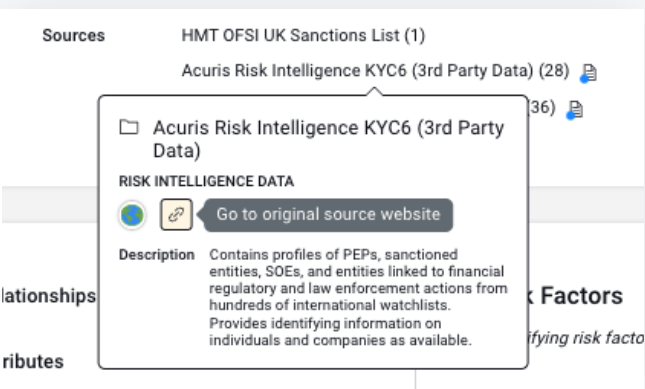 Sources
HMT OFSI UK Sanctions List (1)
Acuris Risk Intelligence KYC6 (3rd Party Data) (28)
(36)
Acuris Risk Intelligence KYC6 (3rd Party
Data)
RISK INTELLIGENCE DATA
Go to original source website
Description
Contains profiles of PEPs, sanctioned
entities, SOEs, and entities linked to financial
regulatory and law enforcement actions from
hundreds of international watchlists.
Provides identifying information on
individuals and companies as available.
lationships
ributes
k Factors
ifying risk facto